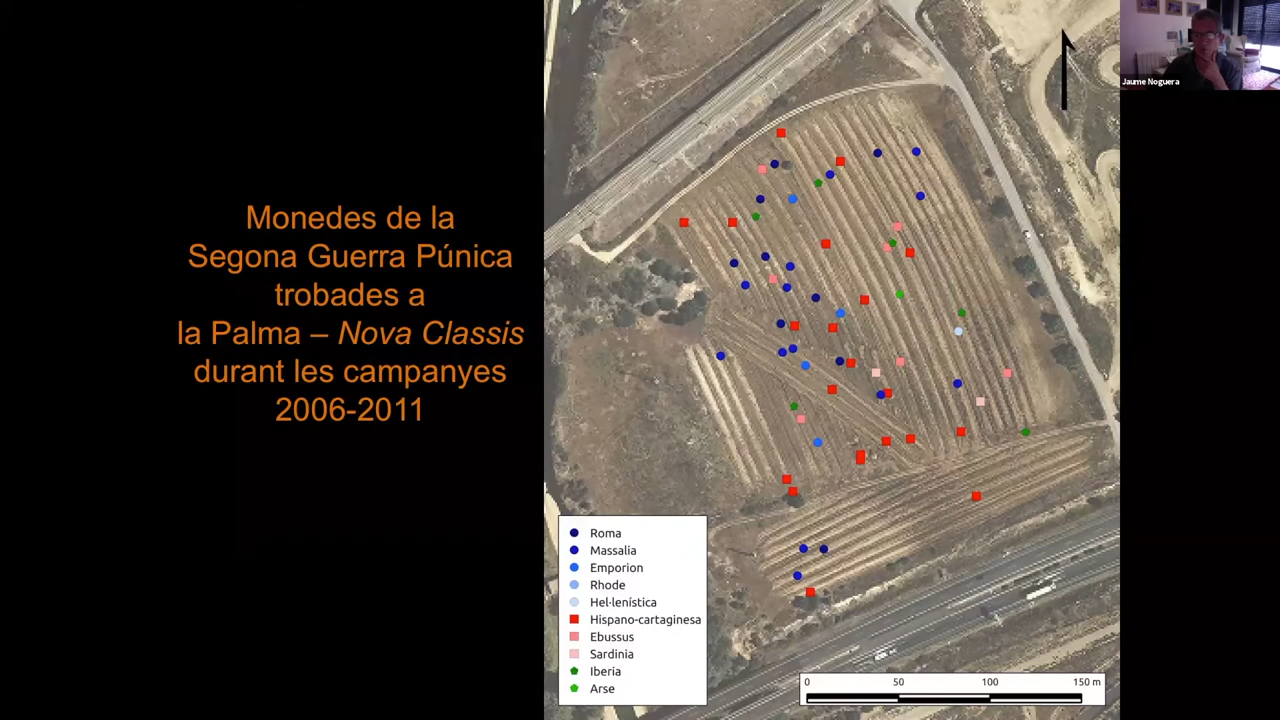 Monedes de la
Segona Guerra Púnica
trobades a
la Palma – Nova Classis
durant les campanyes
2006-2011
Jaume Noguera
Roma
Massalia
Emporion
Rhode
Hel·lenística
Hispano-cartaginesa
Ebussus
Sardinia
Iberia
Arse
0 50 100 150 m